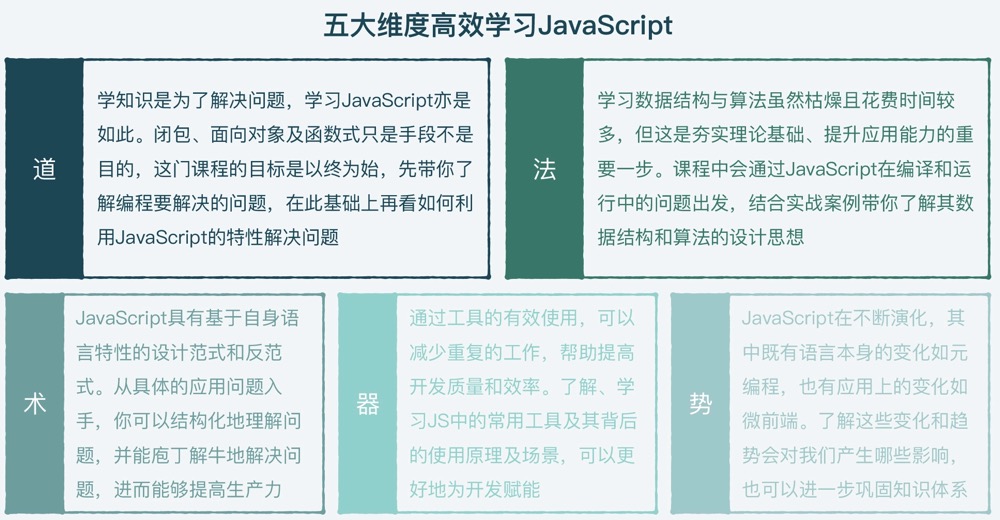 五大维度高效学习JavaScript
道
学知识是为了解决问题，学习JavaScript亦是
如此。闭包、面向对象及函数式只是手段不是
目的，这门课程的目标是以终为始，先带你了
解编程要解决的问题，在此基础上再看如何利
用JavaScript的特性解决问题
法
学习数据结构与算法虽然枯燥且花费时间较
多，但这是夯实理论基础、提升应用能力的重
要一步。课程中会通过JavaScript在编译和运
行中的问题出发，结合实战案例带你了解其数
据结构和算法的设计思想
术
JavaScript具有基于自身语
言特性的设计范式和反范
式。从具体的应用问题入
手，你可以结构化地理解问
题，并能庖丁解牛地解决问
题，进而能够提高生产力
器
通过工具的有效使用，可以
减少重复的工作，帮助提高
开发质量和效率。了解、学
习JS中的常用工具及其背后
的使用原理及场景，可以更
好地为开发赋能
势
JavaScript在不断演化，其
中既有语言本身的变化如元
编程，也有应用上的变化如
微前端。了解这些变化和趋
势会对我们产生哪些影响，
也可以进一步巩固知识体系